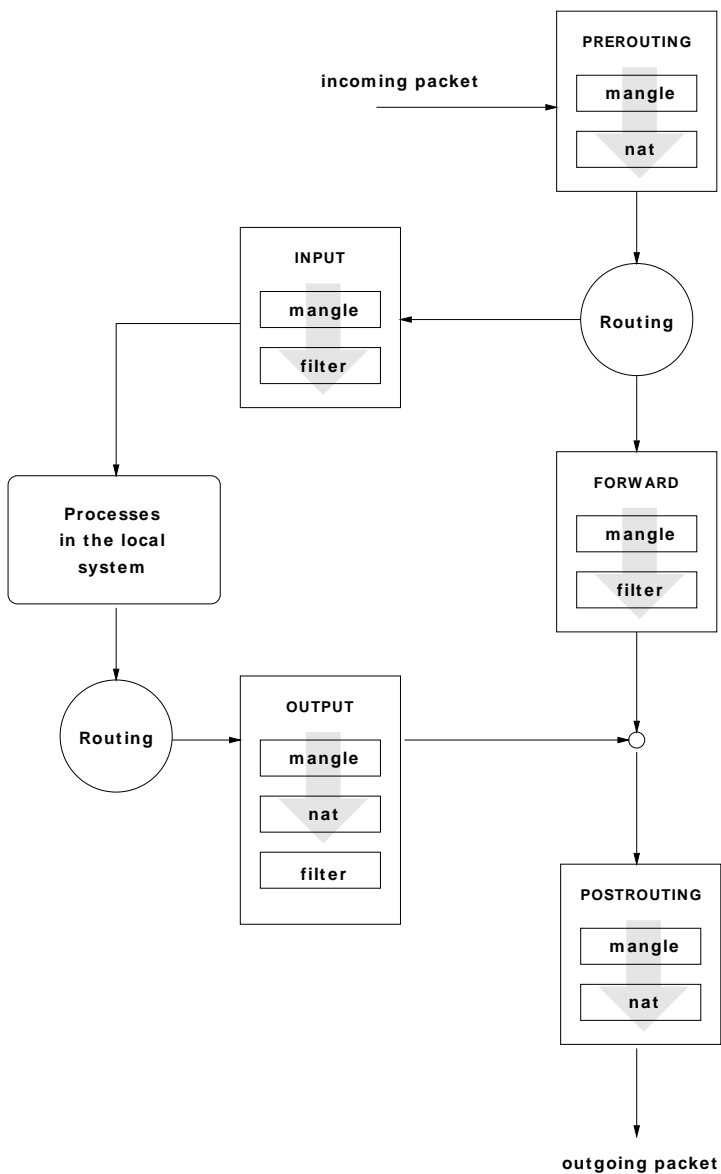 PREROUTING
incoming packet
mangle
nat
INPUT
mangle
filter
Routing
FORWARD
mangle
filter
Processes
in the local
system
Routing
OUTPUT
mangle
nat
filter
POSTROUTING
mangle
nat
outgoing packet